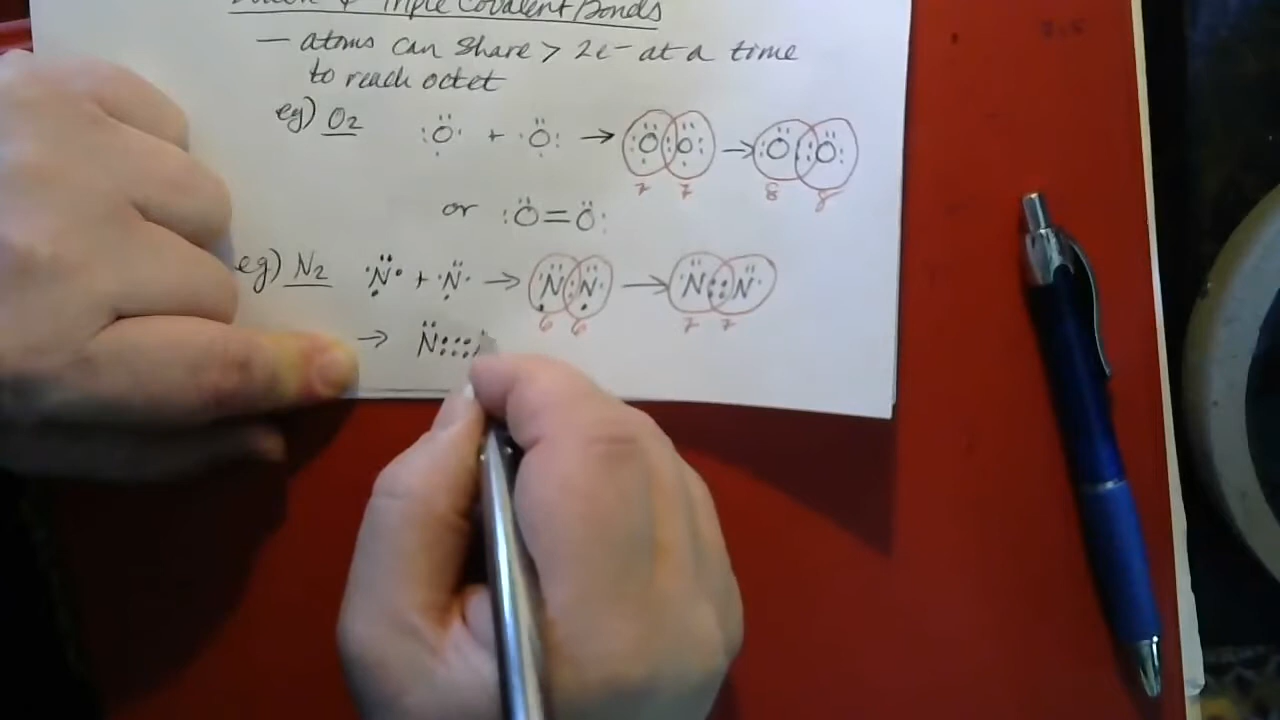 & Triple Covalent Bonds
— atoms can share > 2e- at a time
to reach octet
eg) O2 :Ö· + ·Ö: → :Ö:Ö: → :Ö::Ö:
7 7 8 8
or :Ö=Ö:
eg) N2 ·N̈· + ·N̈· → ·N̈:N̈· → ·N̈::N̈·
6 6 7 7
→ N̈:::